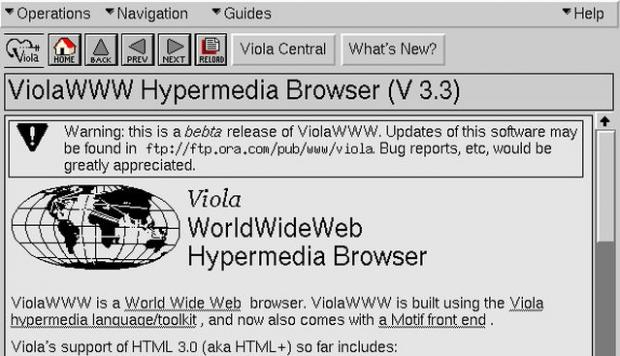 Operations Navigation Guides Help
Viola HOME BACK PREV NEXT RELOAD Viola Central What's New?
ViolaWWW Hypermedia Browser (V 3.3)
Warning: this is a bebta release of ViolaWWW. Updates of this software may
be found in ftp://ftp.ora.com/pub/www/viola. Bug reports, etc, would be
greatly appreciated.
Viola
WorldWideWeb
Hypermedia Browser
ViolaWWW is a World Wide Web browser. ViolaWWW is built using the Viola
hypermedia language/toolkit , and now also comes with a Motif front end .
Viola's support of HTML 3.0 (aka HTML+) so far includes: